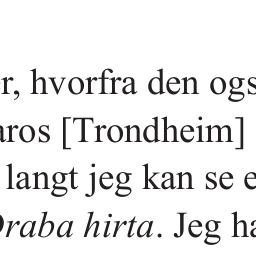 r, hvorfra den ogs
aros [Trondheim]
langt jeg kan se e
Draba hirta. Jeg ha